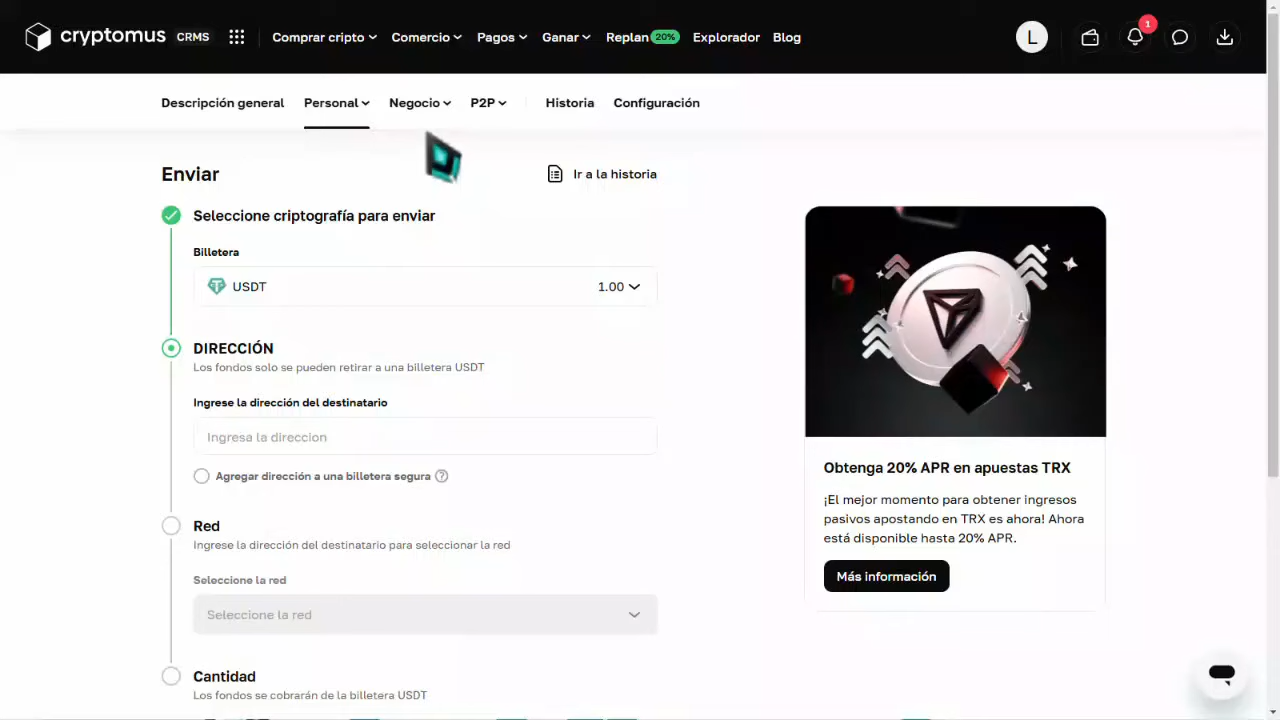 cryptomus CRMS Comprar cripto Comercio Pagos Ganar Replan 20% Explorador Blog L 1
Descripción general Personal Negocio P2P Historia Configuración
Enviar Ir a la historia
Seleccione criptografía para enviar
Billetera
USDT 1.00
DIRECCIÓN
Los fondos solo se pueden retirar a una billetera USDT
Ingrese la dirección del destinatario
Ingresa la direccion
Agregar dirección a una billetera segura ?
Red
Ingrese la dirección del destinatario para seleccionar la red
Seleccione la red
Seleccione la red
Cantidad
Los fondos se cobrarán de la billetera USDT
Obtenga 20% APR en apuestas TRX
¡El mejor momento para obtener ingresos
pasivos apostando en TRX es ahora! Ahora
está disponible hasta 20% APR.
Más información